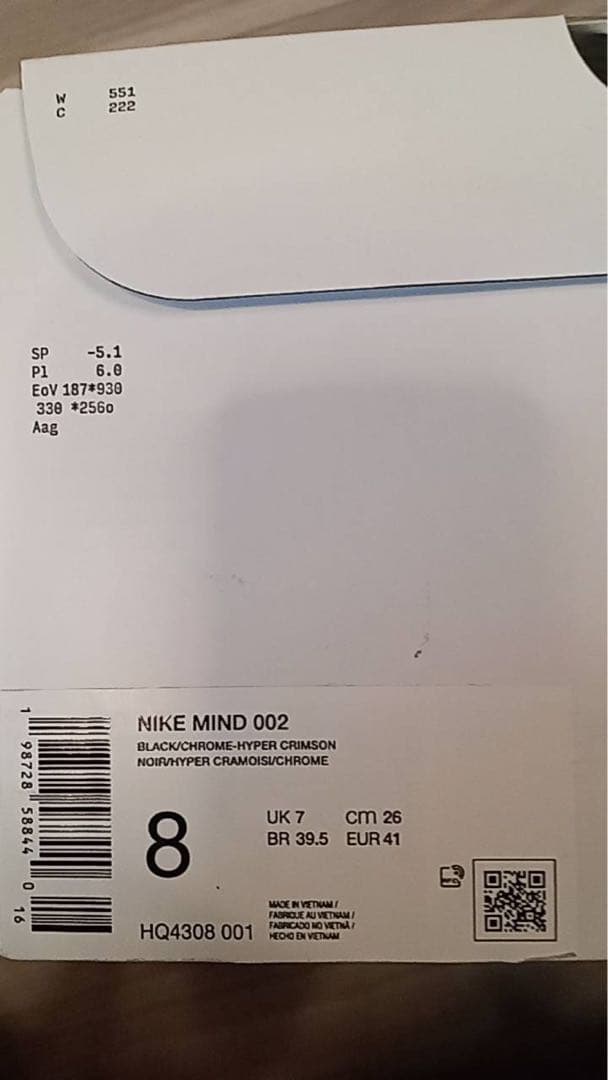 W 551
C 222
SP -5.1
Pl 6.0
EoV 187*930
330 *256o
Aag
NIKE MIND 002
BLACK/CHROME-HYPER CRIMSON
NOIR/HYPER CRAMOISI/CHROME
8
UK 7 cm 26
BR 39.5 EUR 41
HQ4308 001
MADE IN VIETNAM /
FABRIQUE AU VIETNAM /
FABRICADO NO VIETNÃ /
HECHO EN VIETNAM
1 98728 58844 0 16